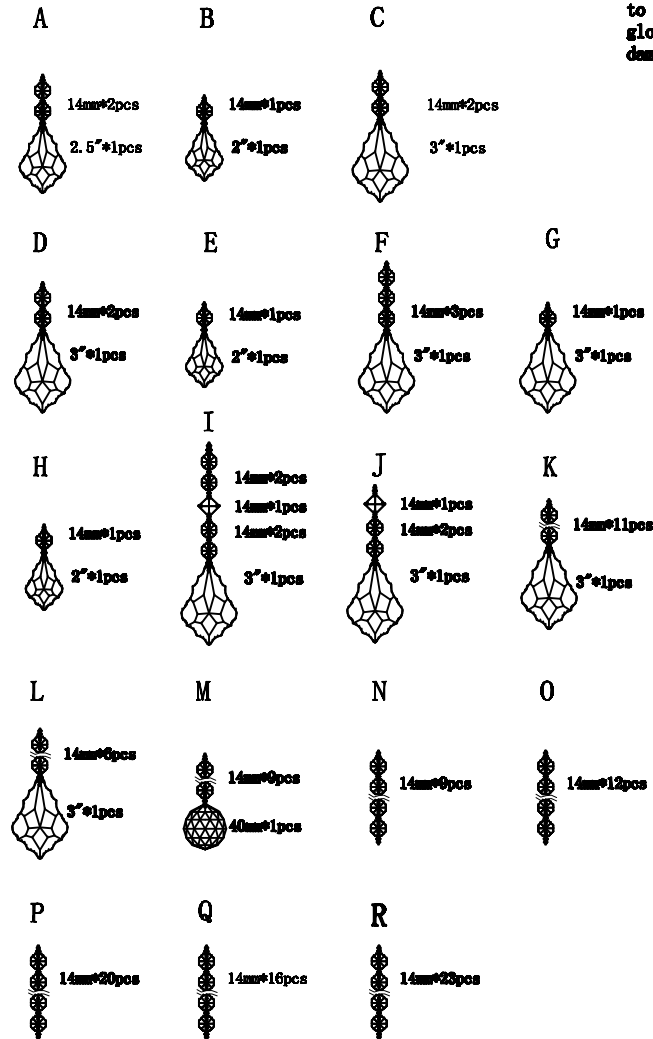 A B C
to
glo
dam
14mm*2pcs 14mm*1pcs 14mm*2pcs
2.5"*1pcs 2"*1pcs 3"*1pcs
D E F G
14mm*2pcs 14mm*1pcs 14mm*3pcs 14mm*1pcs
3"*1pcs 2"*1pcs 3"*1pcs 3"*1pcs
H I J K
14mm*1pcs 14mm*2pcs 14mm*1pcs 14mm*11pcs
14mm*1pcs 14mm*2pcs
14mm*2pcs
2"*1pcs 3"*1pcs 3"*1pcs 3"*1pcs
L M N O
14mm*6pcs 14mm*9pcs 14mm*9pcs 14mm*12pcs
3"*1pcs 40mm*1pcs
P Q R
14mm*20pcs 14mm*16pcs 14mm*23pcs